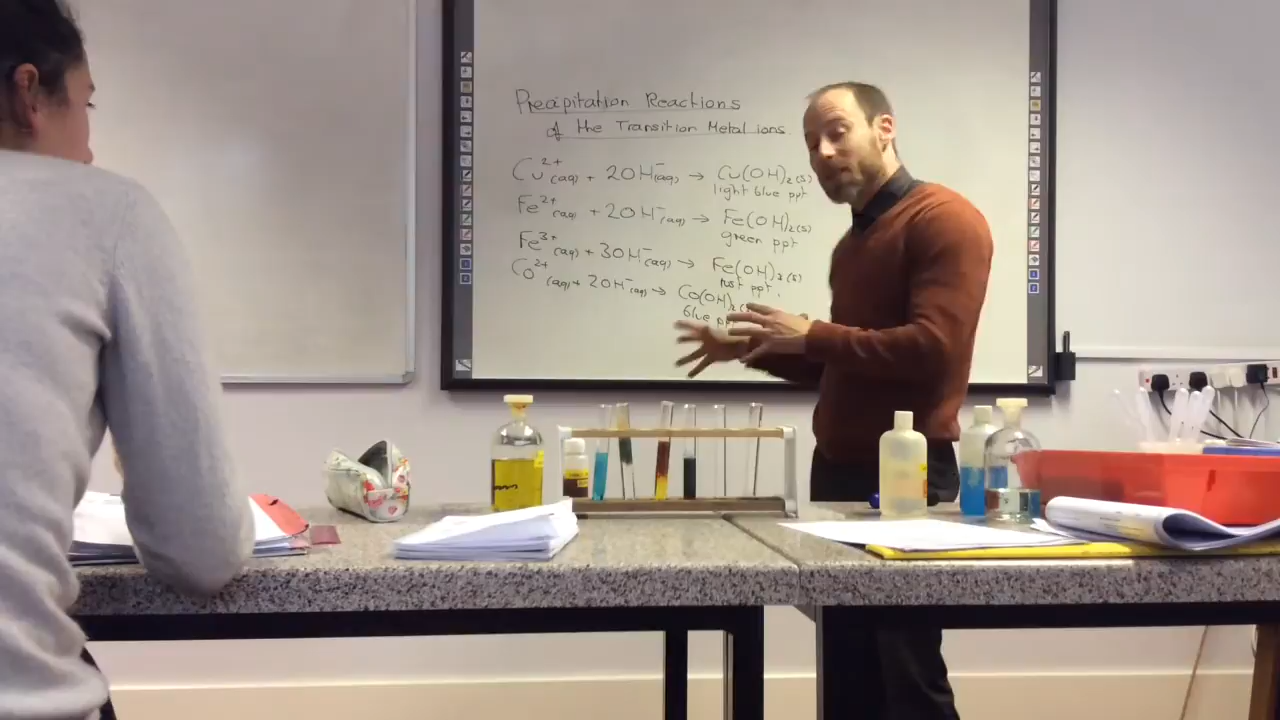 Precipitation Reactions
of the Transition Metal ions
Cu²⁺(aq) + 2OH⁻(aq) → Cu(OH)₂(s)
light blue ppt
Fe²⁺(aq) + 2OH⁻(aq) → Fe(OH)₂(s)
green ppt
Fe³⁺(aq) + 3OH⁻(aq) → Fe(OH)₃(s)
rust ppt.
Co²⁺(aq) + 2OH⁻(aq) → Co(OH)₂
blue pp